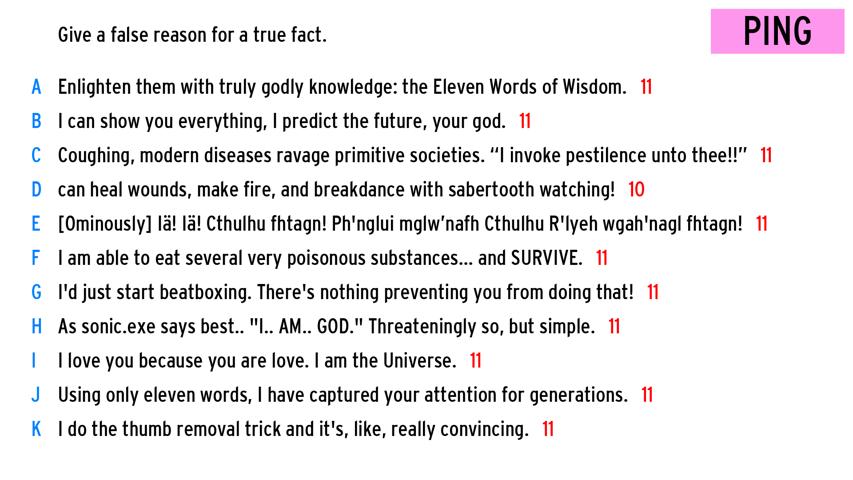 Give a false reason for a true fact.
PING
A Enlighten them with truly godly knowledge: the Eleven Words of Wisdom. 11
B I can show you everything, I predict the future, your god. 11
C Coughing, modern diseases ravage primitive societies. “I invoke pestilence unto thee!!” 11
D can heal wounds, make fire, and breakdance with sabertooth watching! 10
E [Ominously] Iä! Iä! Cthulhu fhtagn! Ph'nglui mglw’nafh Cthulhu R'lyeh wgah'nagl fhtagn! 11
F I am able to eat several very poisonous substances... and SURVIVE. 11
G I'd just start beatboxing. There's nothing preventing you from doing that! 11
H As sonic.exe says best.. "I.. AM.. GOD." Threateningly so, but simple. 11
I I love you because you are love. I am the Universe. 11
J Using only eleven words, I have captured your attention for generations. 11
K I do the thumb removal trick and it's, like, really convincing. 11